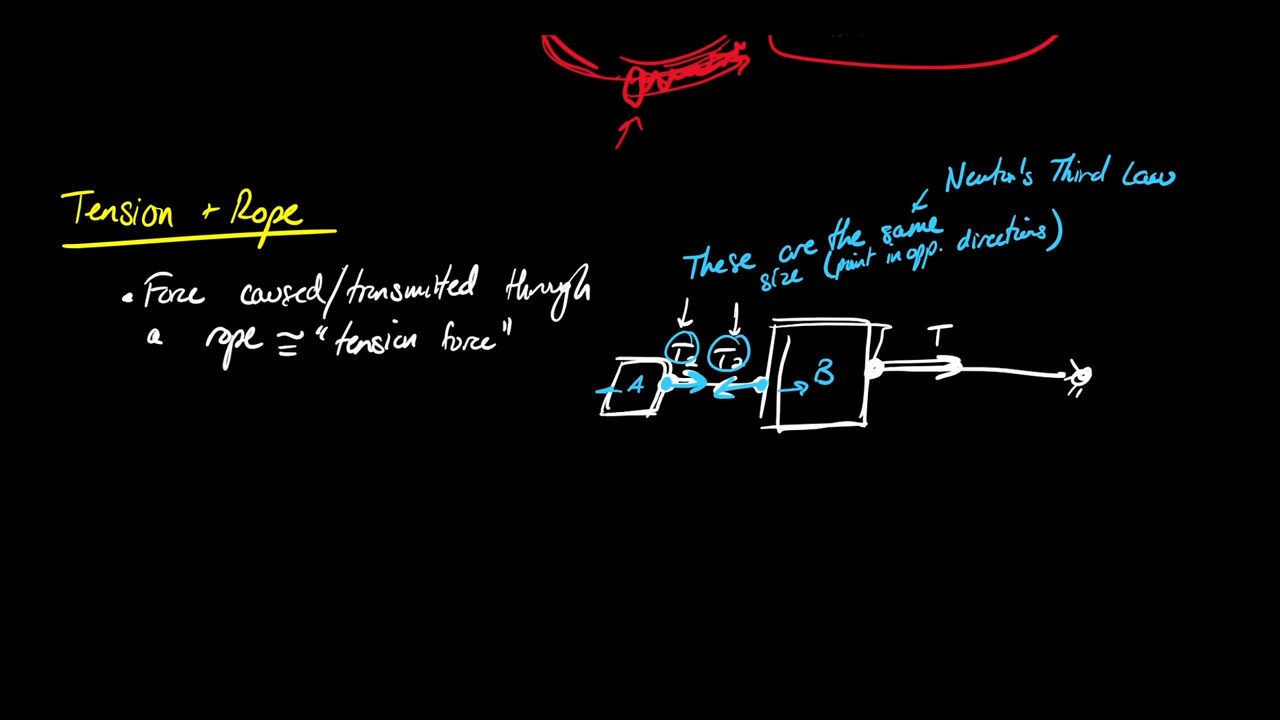 Tension + Rope
• Force caused/transmitted through
a rope ≅ "tension force"
Newton's Third Law
These are the same
size (point in opp. directions)
T₂ T₂
A
B
T